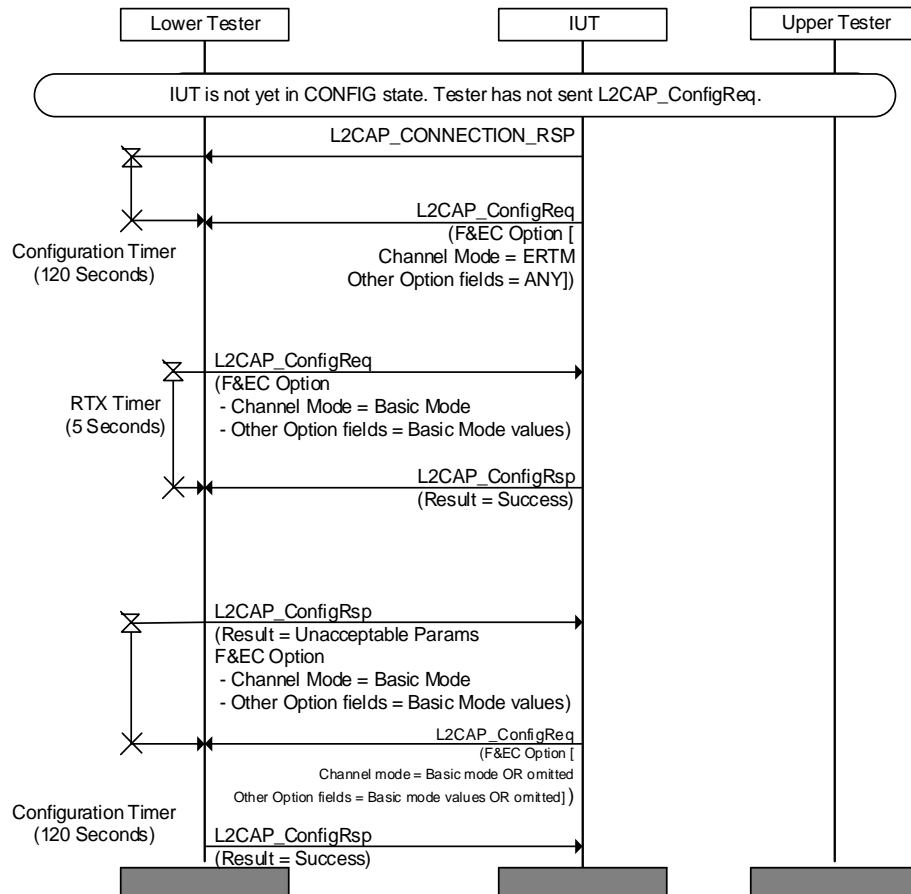 Lower Tester
IUT
Upper Tester
IUT is not yet in CONFIG state. Tester has not sent L2CAP_ConfigReq.
L2CAP_CONNECTION_RSP
L2CAP_ConfigReq
(F&EC Option [
Channel Mode = ERTM
Other Option fields = ANY])
Configuration Timer
(120 Seconds)
L2CAP_ConfigReq
(F&EC Option
- Channel Mode = Basic Mode
- Other Option fields = Basic Mode values)
RTX Timer
(5 Seconds)
L2CAP_ConfigRsp
(Result = Success)
L2CAP_ConfigRsp
(Result = Unacceptable Params
F&EC Option
- Channel Mode = Basic Mode
- Other Option fields = Basic Mode values)
L2CAP_ConfigReq
(F&EC Option [
Channel mode = Basic mode OR omitted
Other Option fields = Basic mode values OR omitted] )
Configuration Timer
(120 Seconds)
L2CAP_ConfigRsp
(Result = Success)